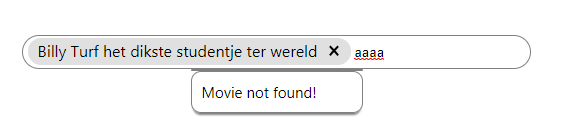 Billy Turf het dikste studentje ter wereld × aaaa
Movie not found!